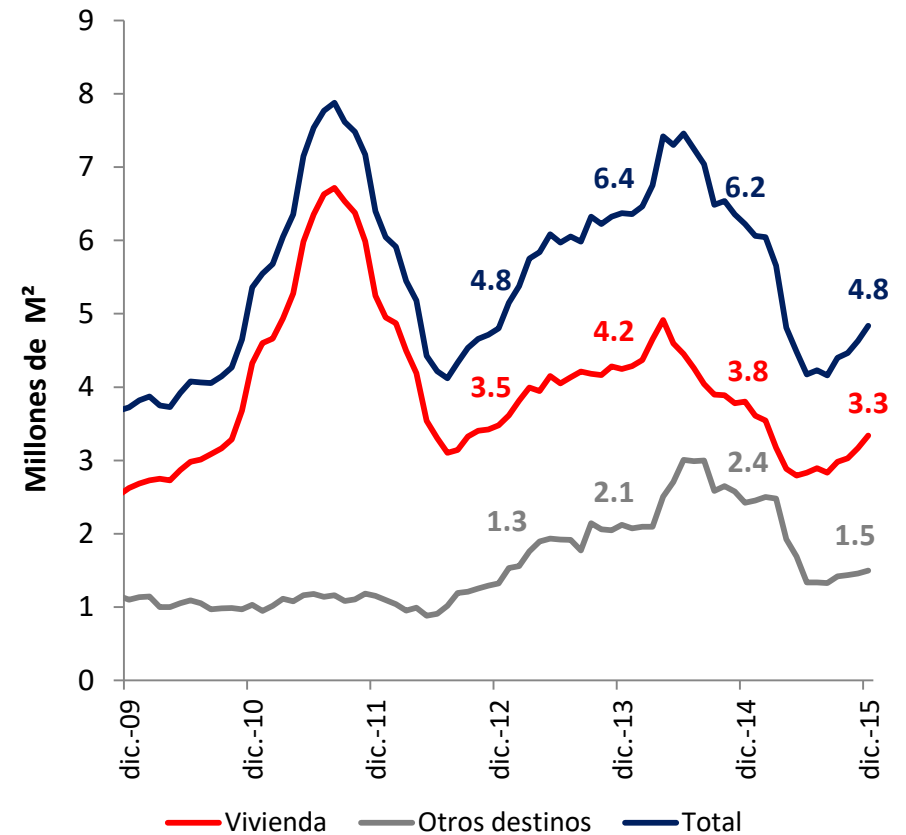 Millones de M²
9
8
7
6
5
4
3
2
1
0
4.8
6.4
6.2
4.8
3.5
4.2
3.8
3.3
1.3
2.1
2.4
1.5
dic.-09
dic.-10
dic.-11
dic.-12
dic.-13
dic.-14
dic.-15
Vivienda
Otros destinos
Total